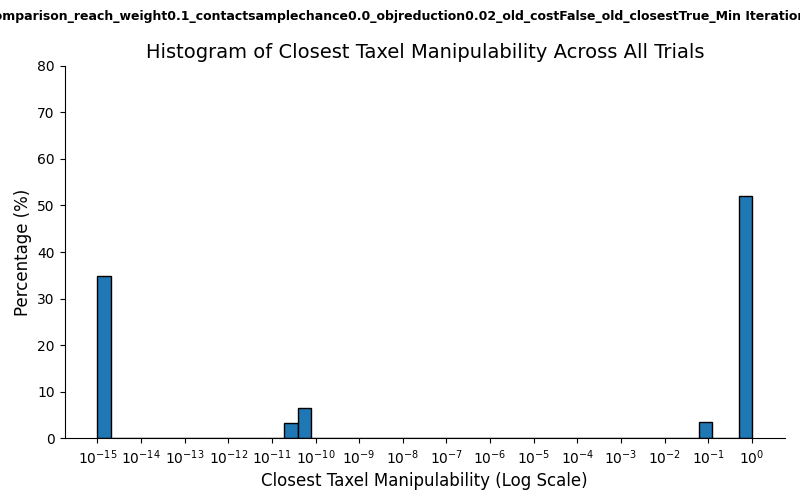 omparison_reach_weight0.1_contactsamplechance0.0_objreduction0.02_old_costFalse_old_closestTrue_Min Iteration
Histogram of Closest Taxel Manipulability Across All Trials
80
70
60
50
40
30
20
10
0
Percentage (%)
10⁻¹⁵ 10⁻¹⁴ 10⁻¹³ 10⁻¹² 10⁻¹¹ 10⁻¹⁰ 10⁻⁹ 10⁻⁸ 10⁻⁷ 10⁻⁶ 10⁻⁵ 10⁻⁴ 10⁻³ 10⁻² 10⁻¹ 10⁰
Closest Taxel Manipulability (Log Scale)